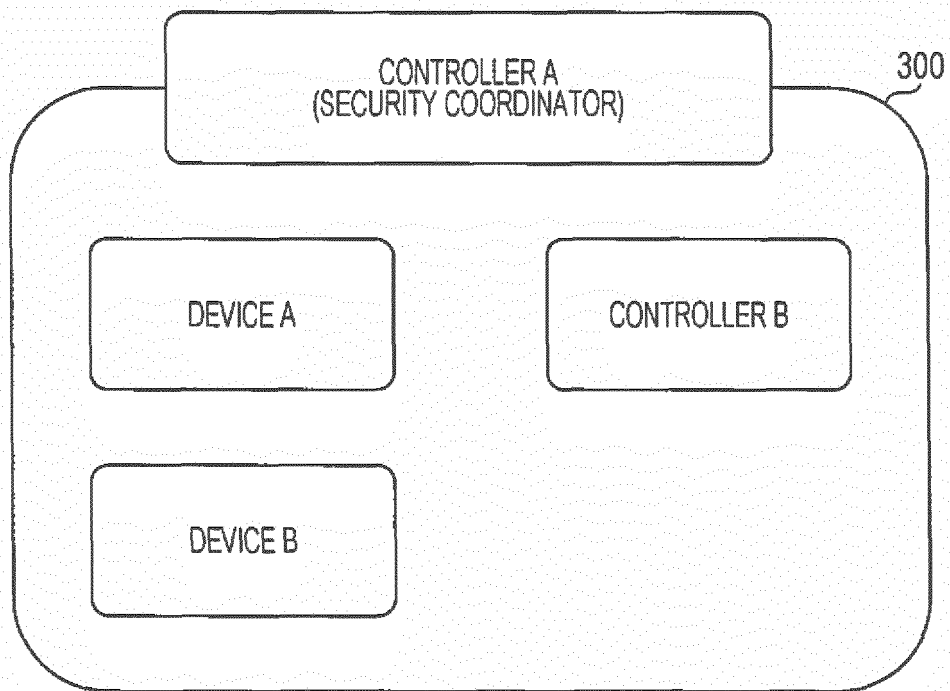 CONTROLLER A
(SECURITY COORDINATOR)
300
DEVICE A
CONTROLLER B
DEVICE B